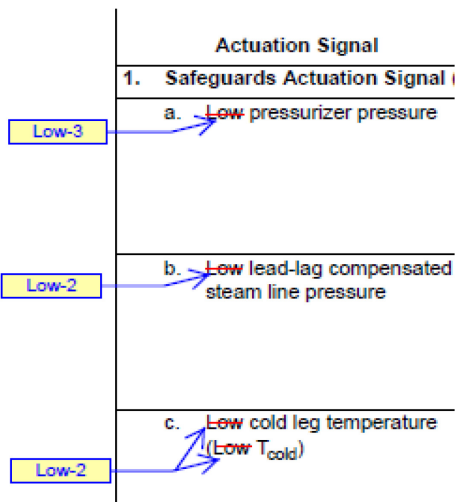 Actuation Signal
1. Safeguards Actuation Signal (
a. Low pressurizer pressure
Low-3
b. Low lead-lag compensated
Low-2
steam line pressure
c. Low cold leg temperature
(Low Tcold)
Low-2